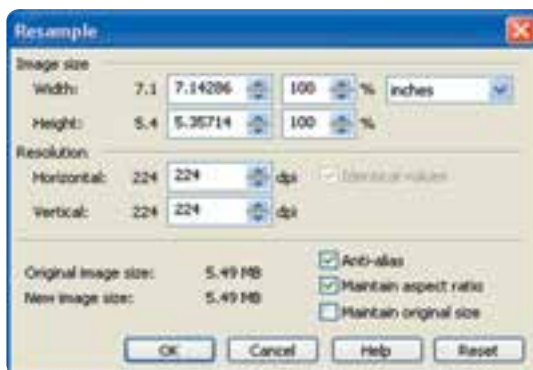 Resample
Image size
Width: 7.1 7.14286 100 % inches
Height: 5.4 5.35714 100 %
Resolution
Horizontal: 224 224 dpi Identical values
Vertical: 224 224 dpi
Original image size: 5.49 MB
New image size: 5.49 MB
Anti-alias
Maintain aspect ratio
Maintain original size
OK Cancel Help Reset